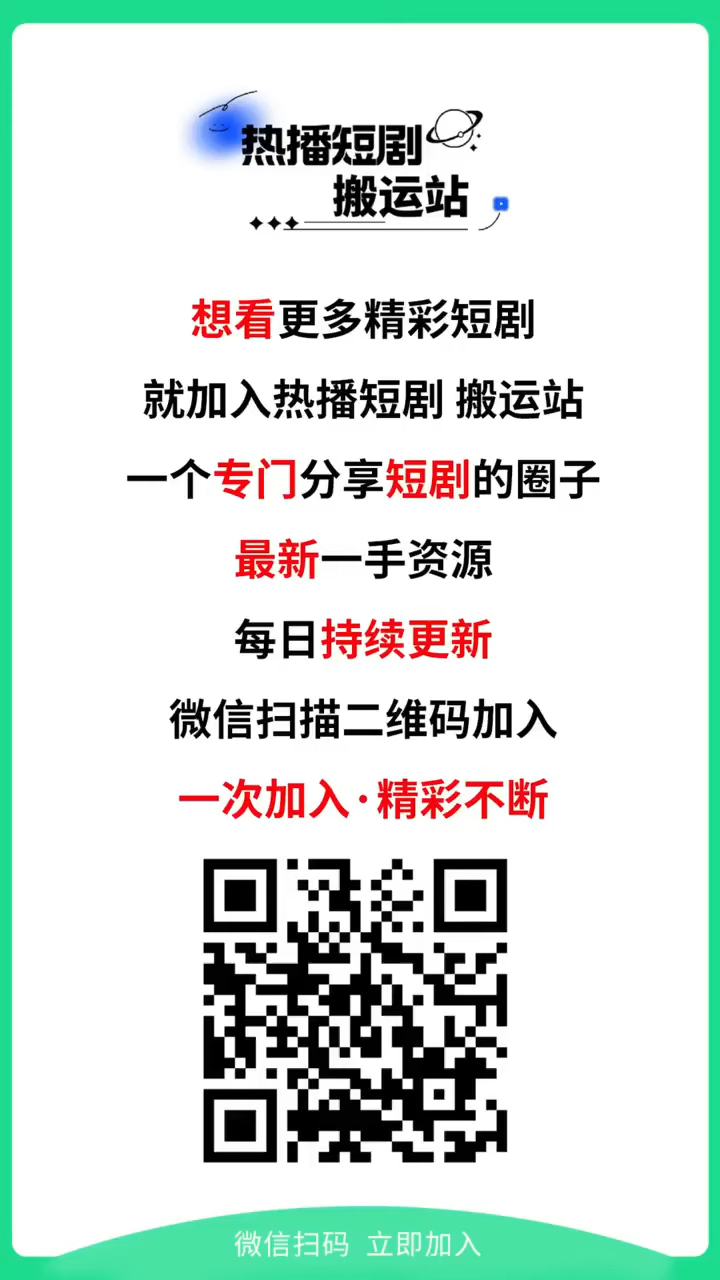 热播短剧
搬运站
想看更多精彩短剧
就加入热播短剧 搬运站
一个专门分享短剧的圈子
最新一手资源
每日持续更新
微信扫描二维码加入
一次加入·精彩不断
微信扫码 立即加入